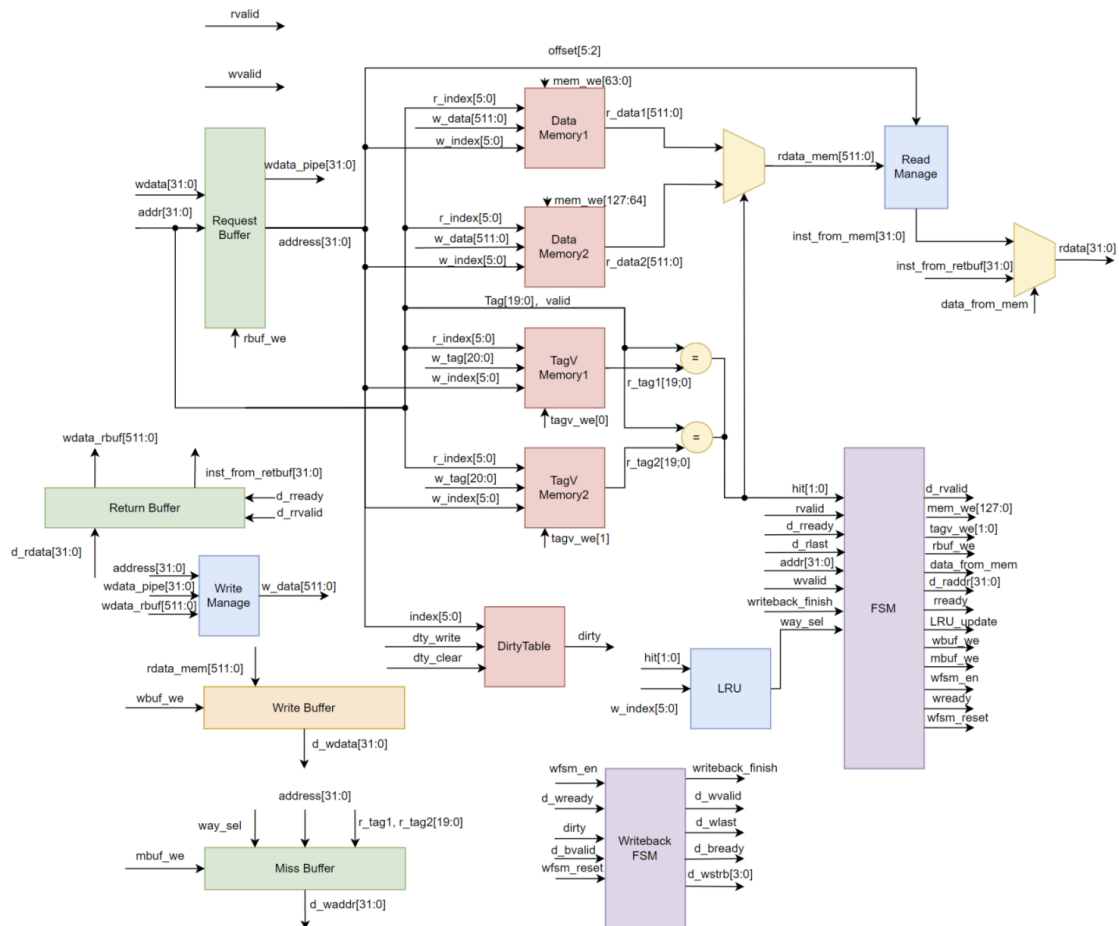 rvalid
offset[5:2]
wvalid
mem_we[63:0]
r_index[5:0]
w_data[511:0]
w_index[5:0]
Data
Memory1
r_data1[511:0]
wdata_pipe[31:0]
wdata[31:0]
addr[31:0]
Request
Buffer
address[31:0]
rbuf_we
rdata_mem[511:0]
Read
Manage
mem_we[127:64]
r_index[5:0]
w_data[511:0]
w_index[5:0]
Data
Memory2
r_data2[511:0]
inst_from_mem[31:0]
inst_from_retbuf[31:0]
rdata[31:0]
data_from_mem
Tag[19:0], valid
r_index[5:0]
w_tag[20:0]
w_index[5:0]
TagV
Memory1
=
r_tag1[19;0]
tagv_we[0]
r_index[5:0]
w_tag[20:0]
w_index[5:0]
TagV
Memory2
=
r_tag2[19;0]
tagv_we[1]
wdata_rbuf[511:0]
inst_from_retbuf[31:0]
Return Buffer
d_rready
d_rrvalid
d_rdata[31:0]
address[31:0]
wdata_pipe[31:0]
wdata_rbuf[511:0]
Write
Manage
w_data[511:0]
rdata_mem[511:0]
wbuf_we
Write Buffer
d_wdata[31:0]
address[31:0]
way_sel
r_tag1, r_tag2[19:0]
mbuf_we
Miss Buffer
d_waddr[31:0]
index[5:0]
dty_write
dty_clear
DirtyTable
dirty
hit[1:0]
w_index[5:0]
LRU
hit[1:0]
rvalid
d_rready
d_rlast
addr[31:0]
wvalid
writeback_finish
way_sel
FSM
d_rvalid
mem_we[127:0]
tagv_we[1:0]
rbuf_we
data_from_mem
d_raddr[31:0]
rready
LRU_update
wbuf_we
mbuf_we
wfsm_en
wready
wfsm_reset
wfsm_en
d_wready
dirty
d_bvalid
wfsm_reset
Writeback
FSM
writeback_finish
d_wvalid
d_wlast
d_bready
d_wstrb[3:0]